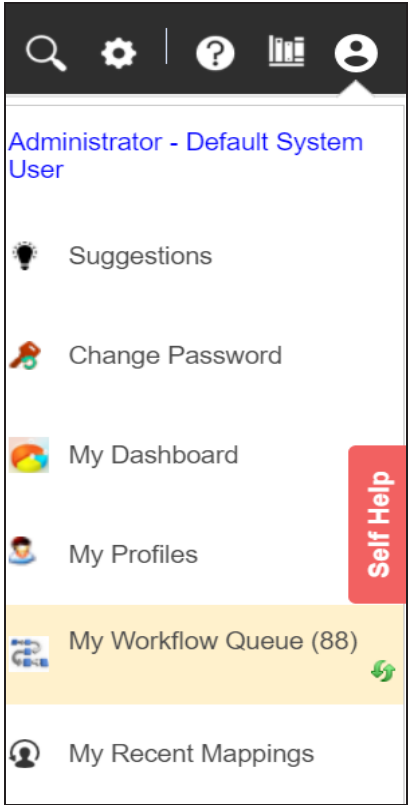 Administrator - Default System
User
Suggestions
Change Password
My Dashboard
Self Help
My Profiles
My Workflow Queue (88)
My Recent Mappings